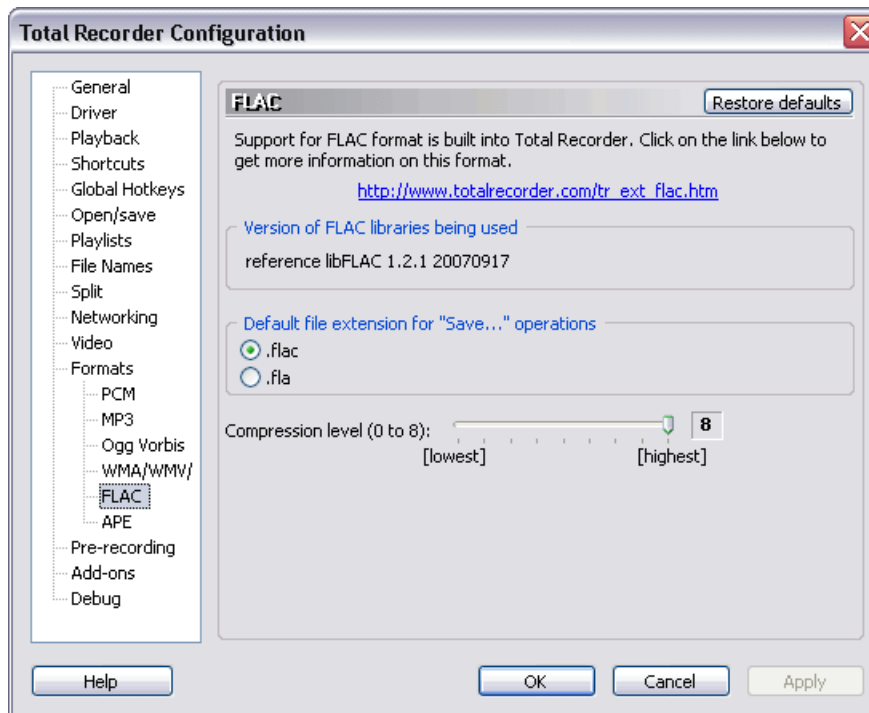 Total Recorder Configuration
General
Driver
Playback
Shortcuts
Global Hotkeys
Open/save
Playlists
File Names
Split
Networking
Video
Formats
PCM
MP3
Ogg Vorbis
WMA/WMV/
FLAC
APE
Pre-recording
Add-ons
Debug
FLAC
Restore defaults
Support for FLAC format is built into Total Recorder. Click on the link below to
get more information on this format.
http://www.totalrecorder.com/tr_ext_flac.htm
Version of FLAC libraries being used
reference libFLAC 1.2.1 20070917
Default file extension for "Save..." operations
.flac
.fla
Compression level (0 to 8):
8
[lowest]
[highest]
Help
OK
Cancel
Apply